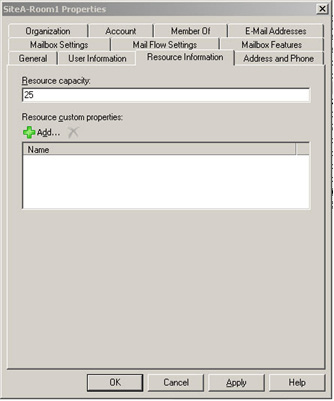 SiteA-Room1 Properties
Organization Account Member Of E-Mail Addresses
Mailbox Settings Mail Flow Settings Mailbox Features
General User Information Resource Information Address and Phone
Resource capacity:
25
Resource custom properties:
Add...
Name
OK Cancel Apply Help